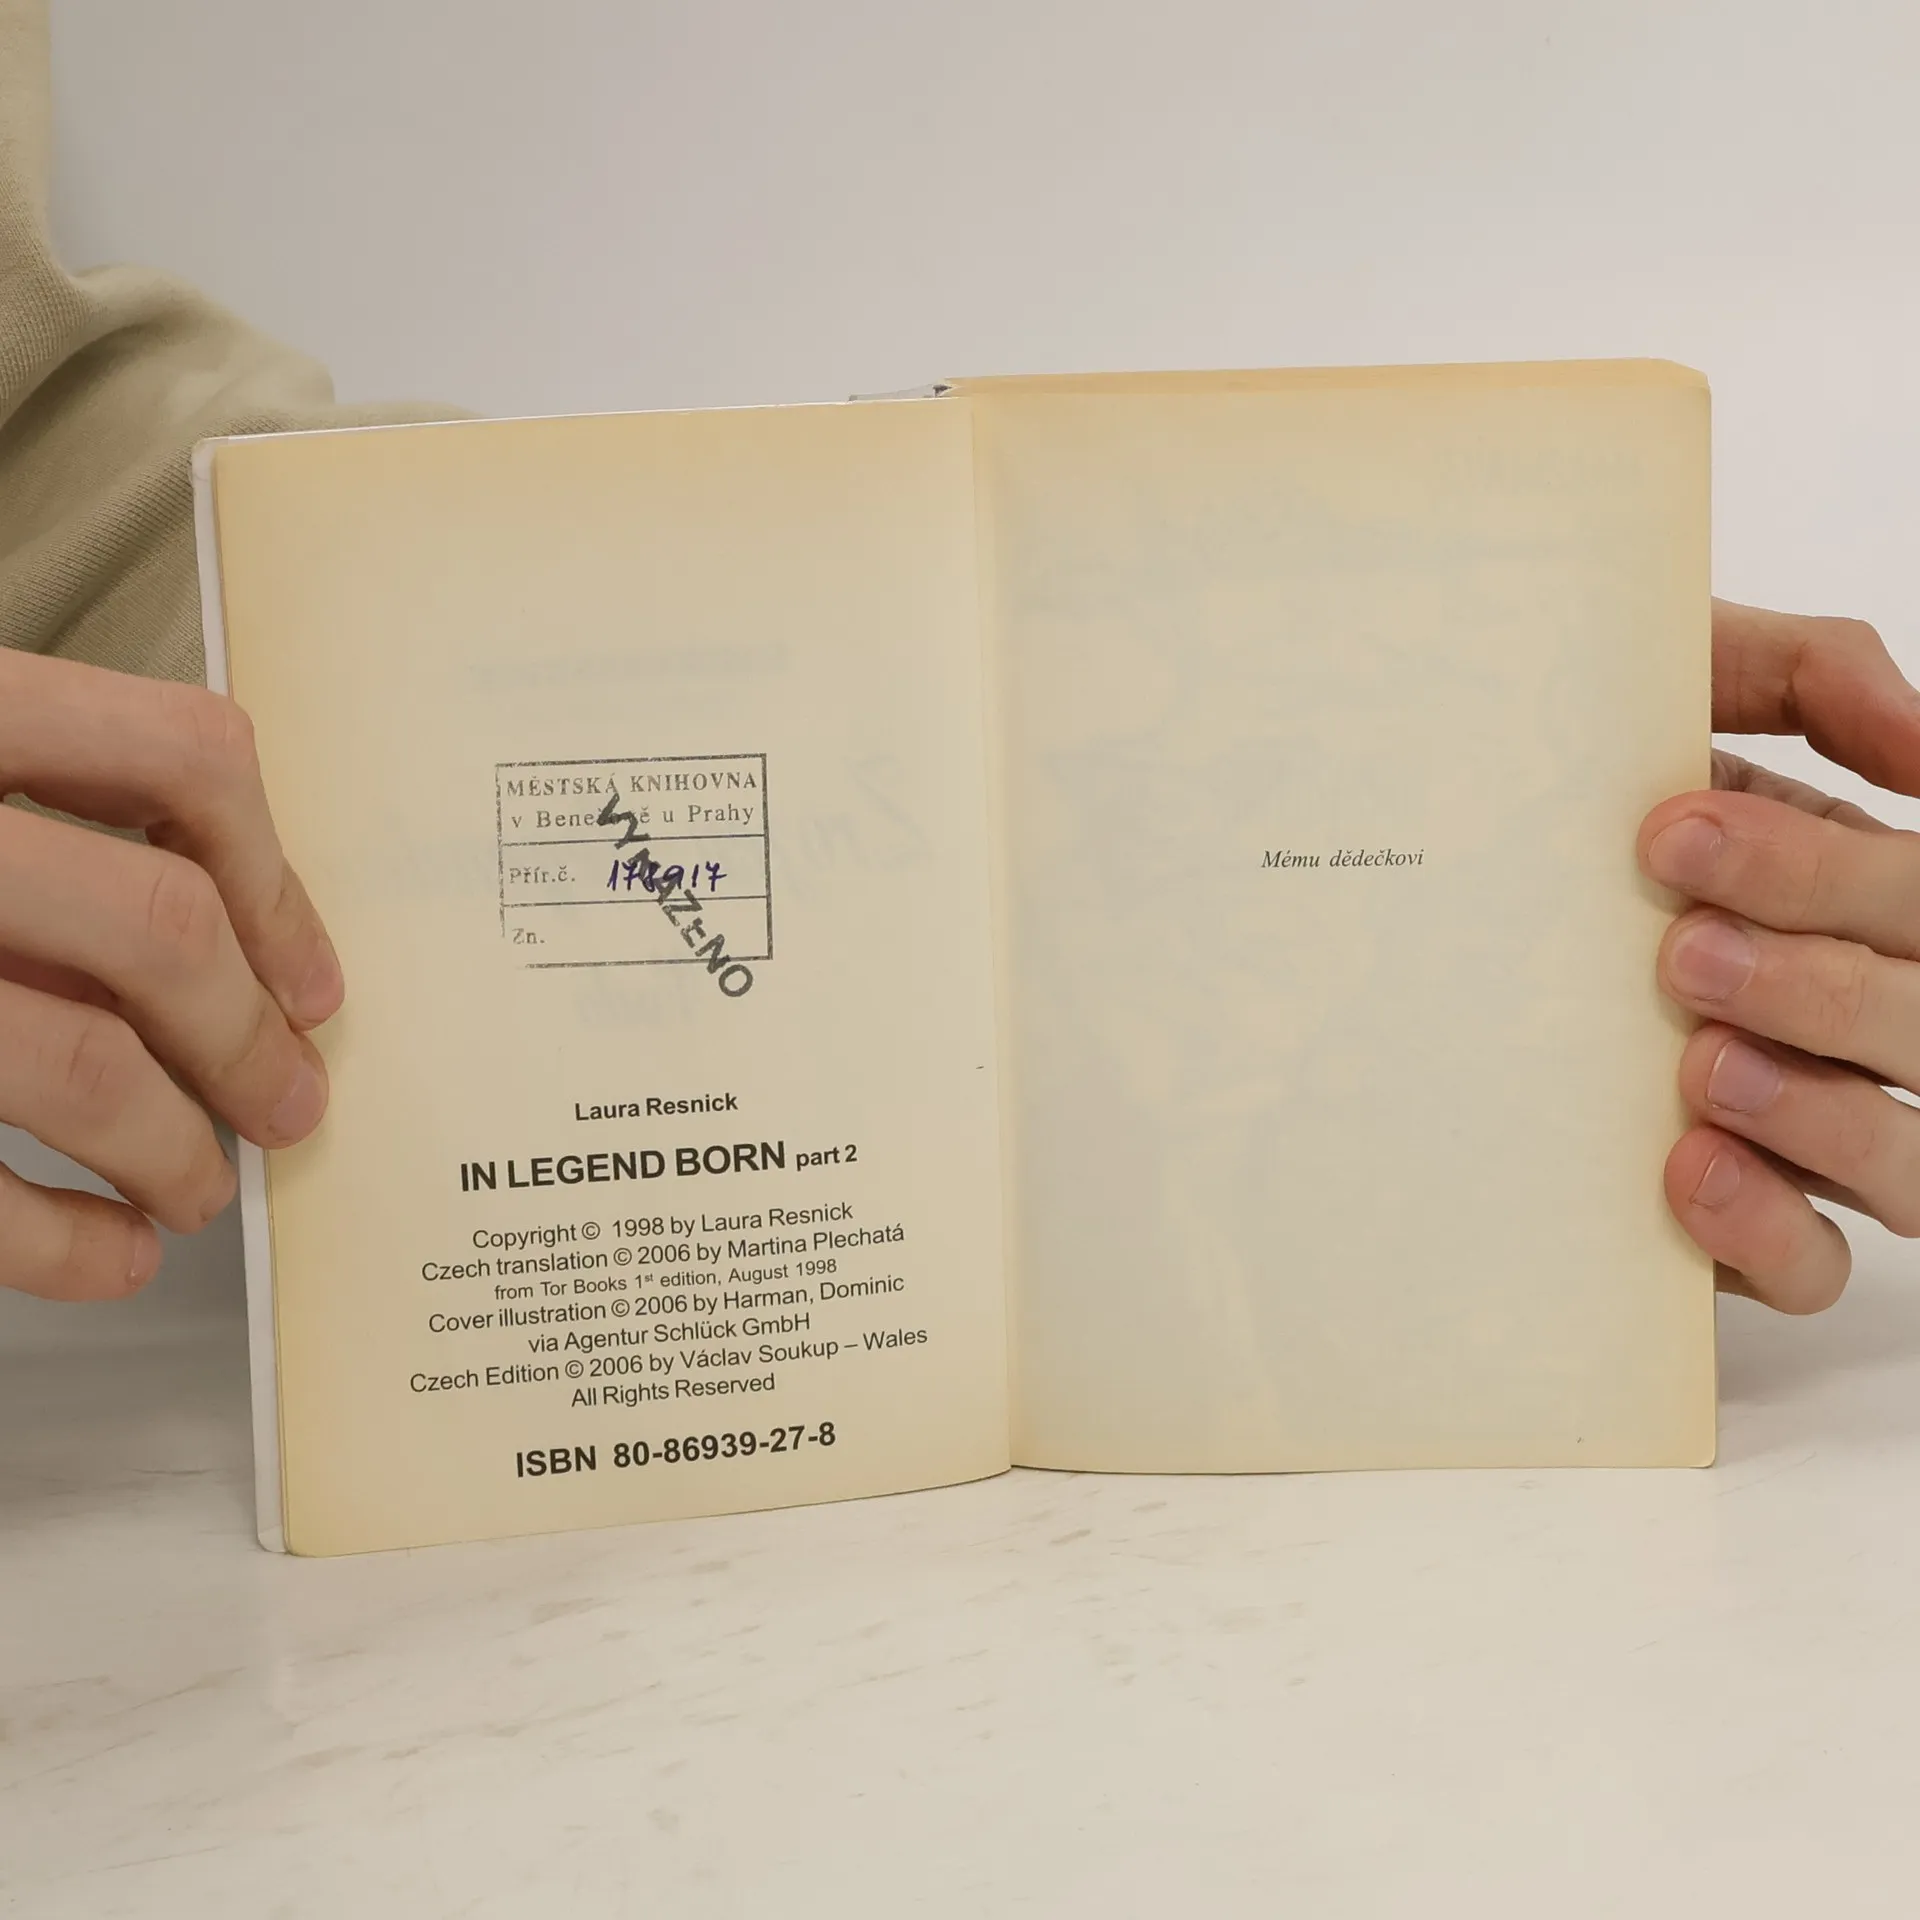 MĚSTSKÁ KNIHOVNA
v Benešově u Prahy
Přír.č. 178917
Zn.
VYŘAZENO
Laura Resnick
IN LEGEND BORN part 2
Copyright © 1998 by Laura Resnick
Czech translation © 2006 by Martina Plechatá
from Tor Books 1st edition, August 1998
Cover illustration © 2006 by Harman, Dominic
via Agentur Schlück GmbH
Czech Edition © 2006 by Václav Soukup – Wales
All Rights Reserved
ISBN 80-86939-27-8
Mému dědečkovi